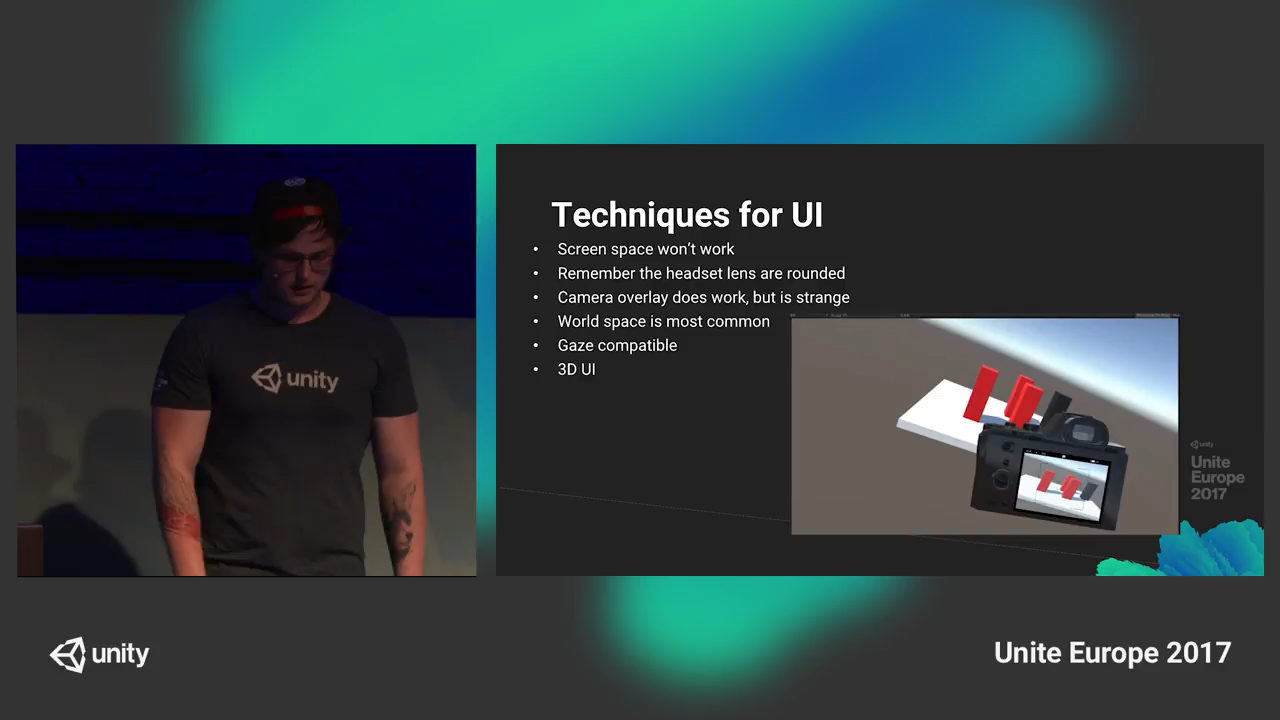 unity
Techniques for UI
• Screen space won’t work
• Remember the headset lens are rounded
• Camera overlay does work, but is strange
• World space is most common
• Gaze compatible
• 3D UI
unity
Unite
Europe
2017
unity
Unite Europe 2017